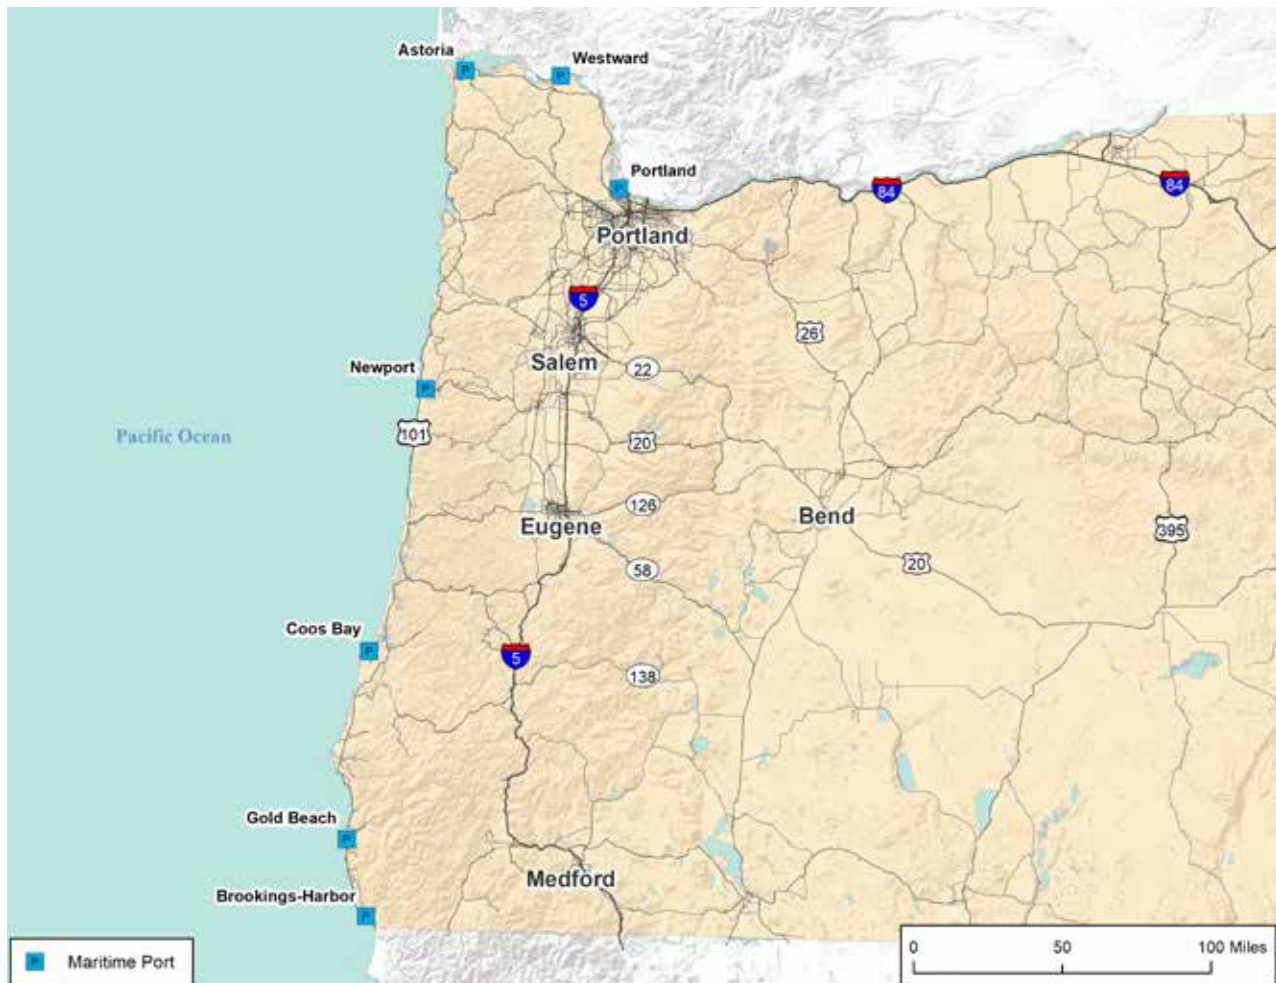 Astoria
P
P
Westward
Portland
P
84
84
Portland
5
26
Salem
22
Newport
P
Pacific Ocean
101
20
126
Eugene
Bend
395
20
58
Coos Bay
P
5
138
Gold Beach
P
Medford
Brookings-Harbor
P
P
Maritime Port
0 50 100 Miles